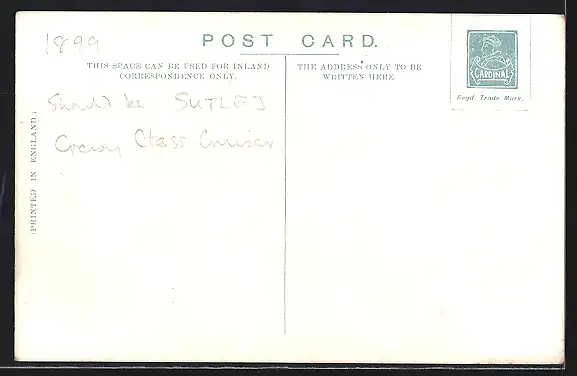 1899
POST CARD.
THIS SPACE CAN BE USED FOR INLAND
CORRESPONDENCE ONLY.
THE ADDRESS ONLY TO BE
WRITTEN HERE.
CARDINAL
Regd. Trade Mark.
Should be SUTLEJ
Cressy Class Cruiser
(PRINTED IN ENGLAND)